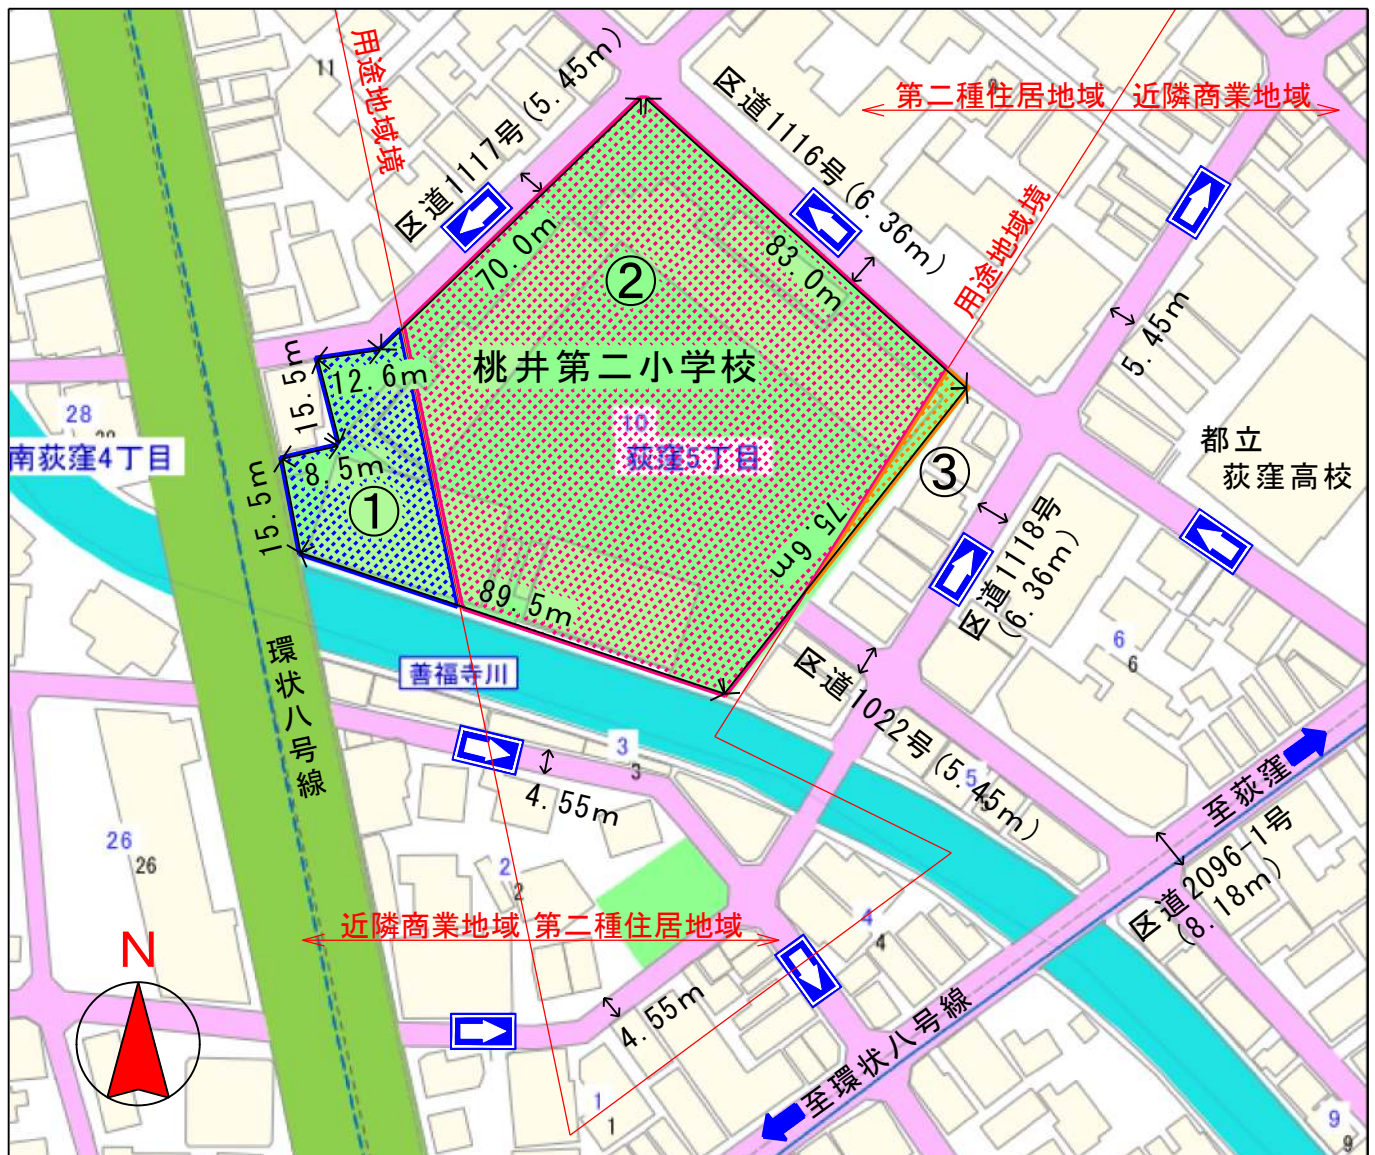 11
用途地域境
区道1117号(5.45m)
区道1116号(6.36m)
第二種住居地域 近隣商業地域
用途地域境
5.45m
70.0m
83.0m
②
桃井第二小学校
10
荻窪5丁目
15.5m
12.6m
28
南荻窪4丁目
8.5m
15.5m
①
③
75.6m
89.5m
都立
荻窪高校
区道1118号
(6.36m)
6
6
区道1022号(5.45m)
善福寺川
環状八号線
3
3
4.55m
5
至荻窪
区道2096-1号
(8.18m)
26
26
2
2
4
4
近隣商業地域 第二種住居地域
N
4.55m
至環状八号線
1
1
9
9